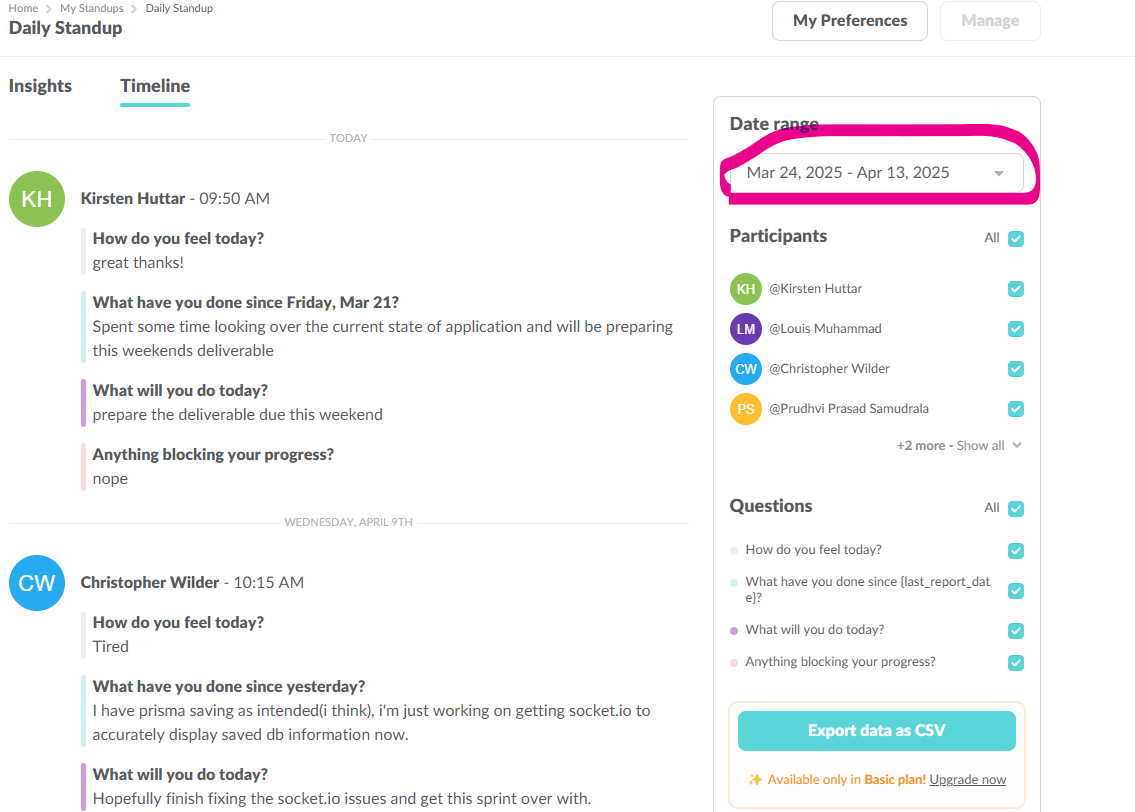 Home > My Standups > Daily Standup
Daily Standup
My Preferences
Manage
Insights
Timeline
TODAY
KH
Kirsten Huttar - 09:50 AM
How do you feel today?
great thanks!
What have you done since Friday, Mar 21?
Spent some time looking over the current state of application and will be preparing
this weekends deliverable
What will you do today?
prepare the deliverable due this weekend
Anything blocking your progress?
nope
WEDNESDAY, APRIL 9TH
CW
Christopher Wilder - 10:15 AM
How do you feel today?
Tired
What have you done since yesterday?
I have prisma saving as intended(i think), i'm just working on getting socket.io to
accurately display saved db information now.
What will you do today?
Hopefully finish fixing the socket.io issues and get this sprint over with.
Date range
Mar 24, 2025 - Apr 13, 2025
Participants
All
KH @Kirsten Huttar
LM @Louis Muhammad
CW @Christopher Wilder
PS @Prudhvi Prasad Samudrala
+2 more - Show all
Questions
All
How do you feel today?
What have you done since {last_report_dat
e}?
What will you do today?
Anything blocking your progress?
Export data as CSV
✨ Available only in Basic plan! Upgrade now